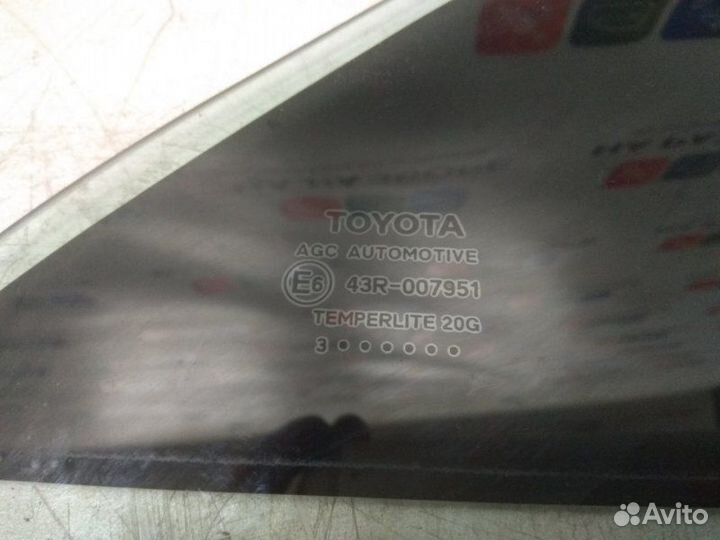 TOYOTA
AGC AUTOMOTIVE
E6 43R-007951
TEMPERLITE 20G
3 ● ● ● ● ● ●
Avito